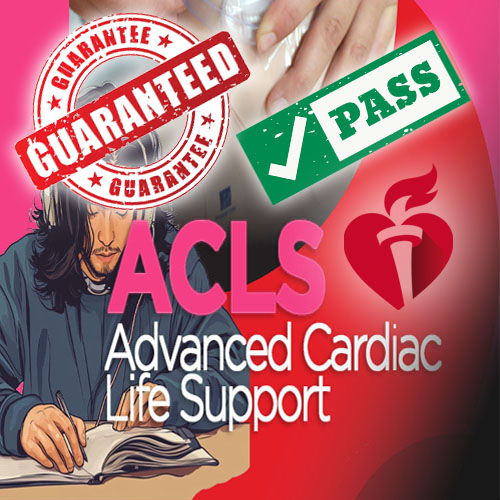 GUARANTEE
GUARANTEED
GUARANTEE
PASS
ACLS
Advanced Cardiac
Life Support